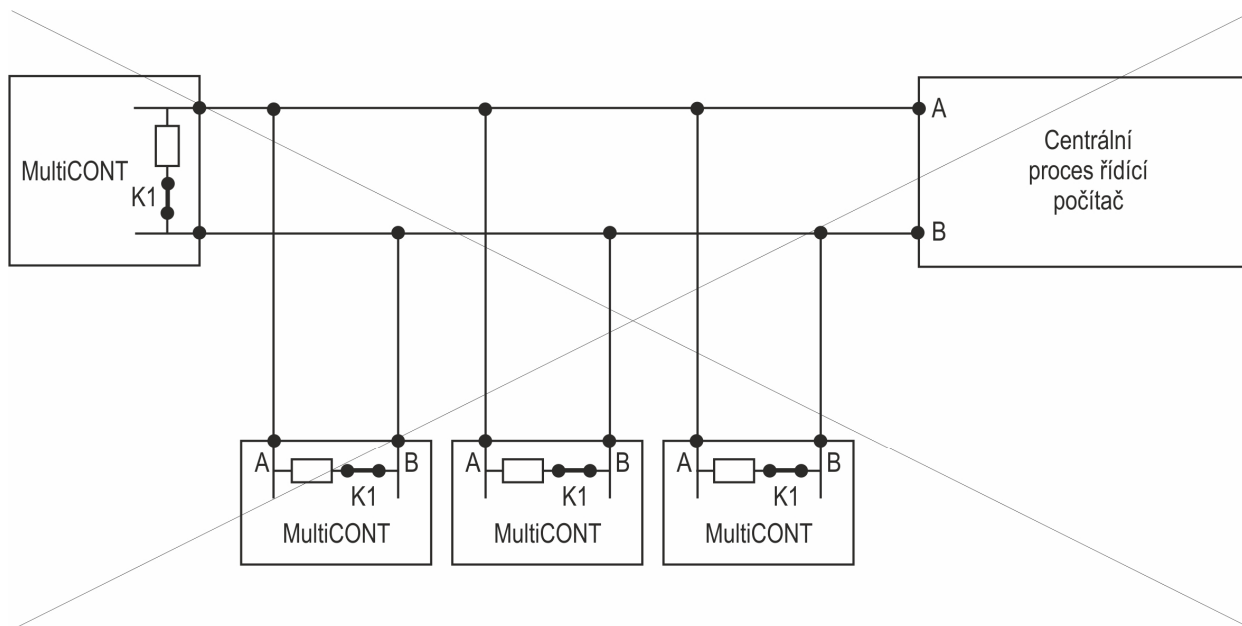 MultiCONT
K1
A
B
Centrální
proces řídící
počítač
A
B
K1
MultiCONT
A
B
K1
MultiCONT
A
B
K1
MultiCONT